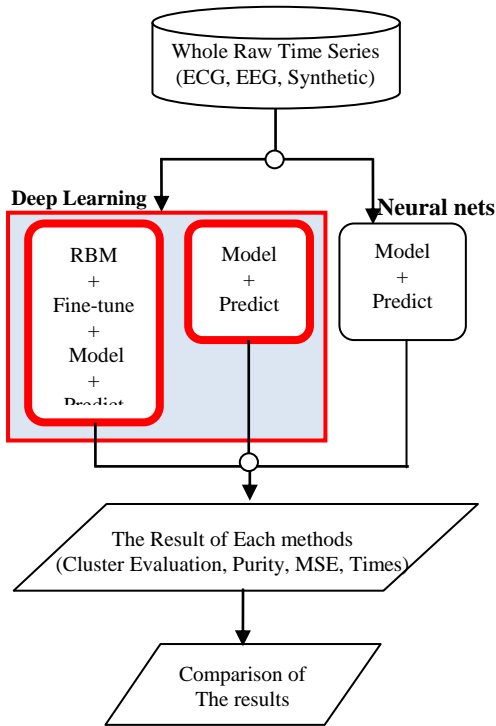 Whole Raw Time Series
(ECG, EEG, Synthetic)
Deep Learning
Neural nets
RBM
+
Fine-tune
+
Model
+
Predict
Model
+
Predict
Model
+
Predict
The Result of Each methods
(Cluster Evaluation, Purity, MSE, Times)
Comparison of
The results